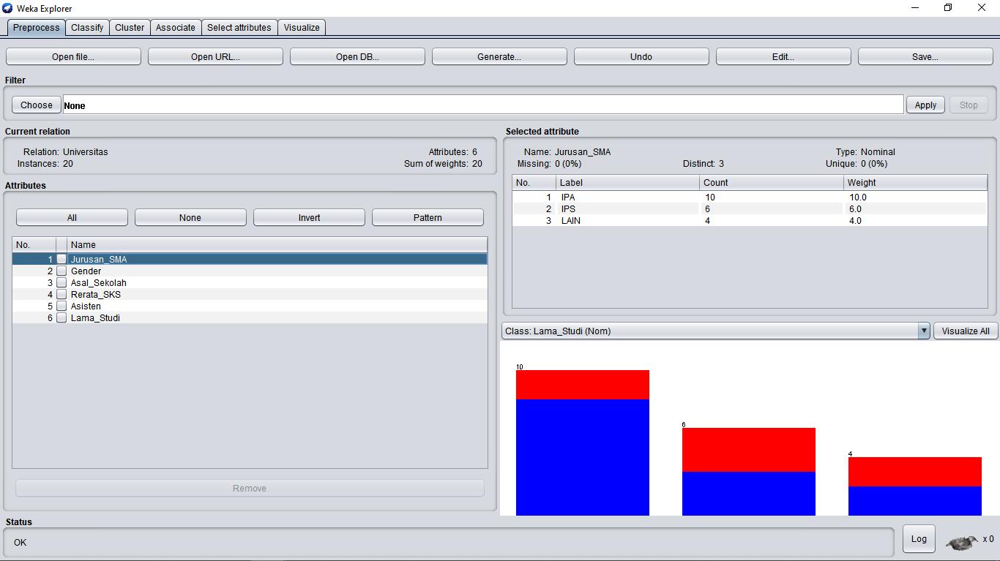 Weka Explorer
Preprocess Classify Cluster Associate Select attributes Visualize
Open file... Open URL... Open DB... Generate... Undo Edit... Save...
Filter
Choose None Apply Stop
Current relation
Relation: Universitas Attributes: 6
Instances: 20 Sum of weights: 20
Attributes
All None Invert Pattern
No. Name
1 Jurusan_SMA
2 Gender
3 Asal_Sekolah
4 Rerata_SKS
5 Asisten
6 Lama_Studi
Remove
Selected attribute
Name: Jurusan_SMA Type: Nominal
Missing: 0 (0%) Distinct: 3 Unique: 0 (0%)
No. Label Count Weight
1 IPA 10 10.0
2 IPS 6 6.0
3 LAIN 4 4.0
Class: Lama_Studi (Nom) Visualize All
10
6
4
Status
OK Log x 0